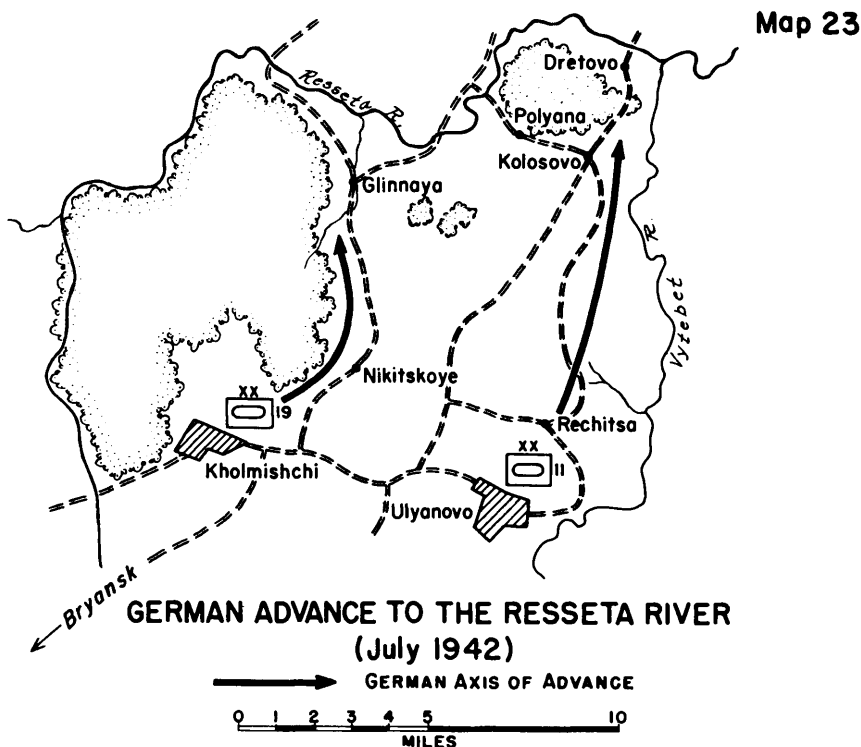 Map 23
Dretovo
Resseta R.
Polyana
Kolosovo
Glinnaya
Vytebet R.
Nikitskoye
XX
19
Rechitsa
XX
11
Kholmishchi
Ulyanovo
Bryansk
GERMAN ADVANCE TO THE RESSETA RIVER
(July 1942)
GERMAN AXIS OF ADVANCE
0 1 2 3 4 5 10
MILES